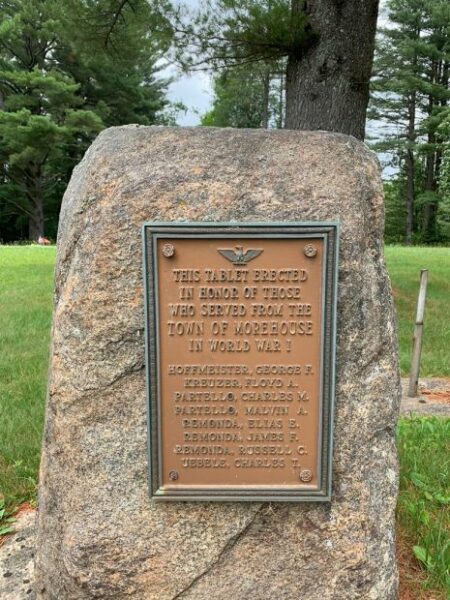 THIS TABLET ERECTED
IN HONOR OF THOSE
WHO SERVED FROM THE
TOWN OF MOREHOUSE
IN WORLD WAR I
HOFFMEISTER, GEORGE F.
KREUZER, FLOYD A.
PARTELLO, CHARLES M.
PARTELLO, MALVIN A.
REMONDA, ELIAS E.
REMONDA, JAMES F.
REMONDA, RUSSELL C.
UEBELE, CHARLES T.